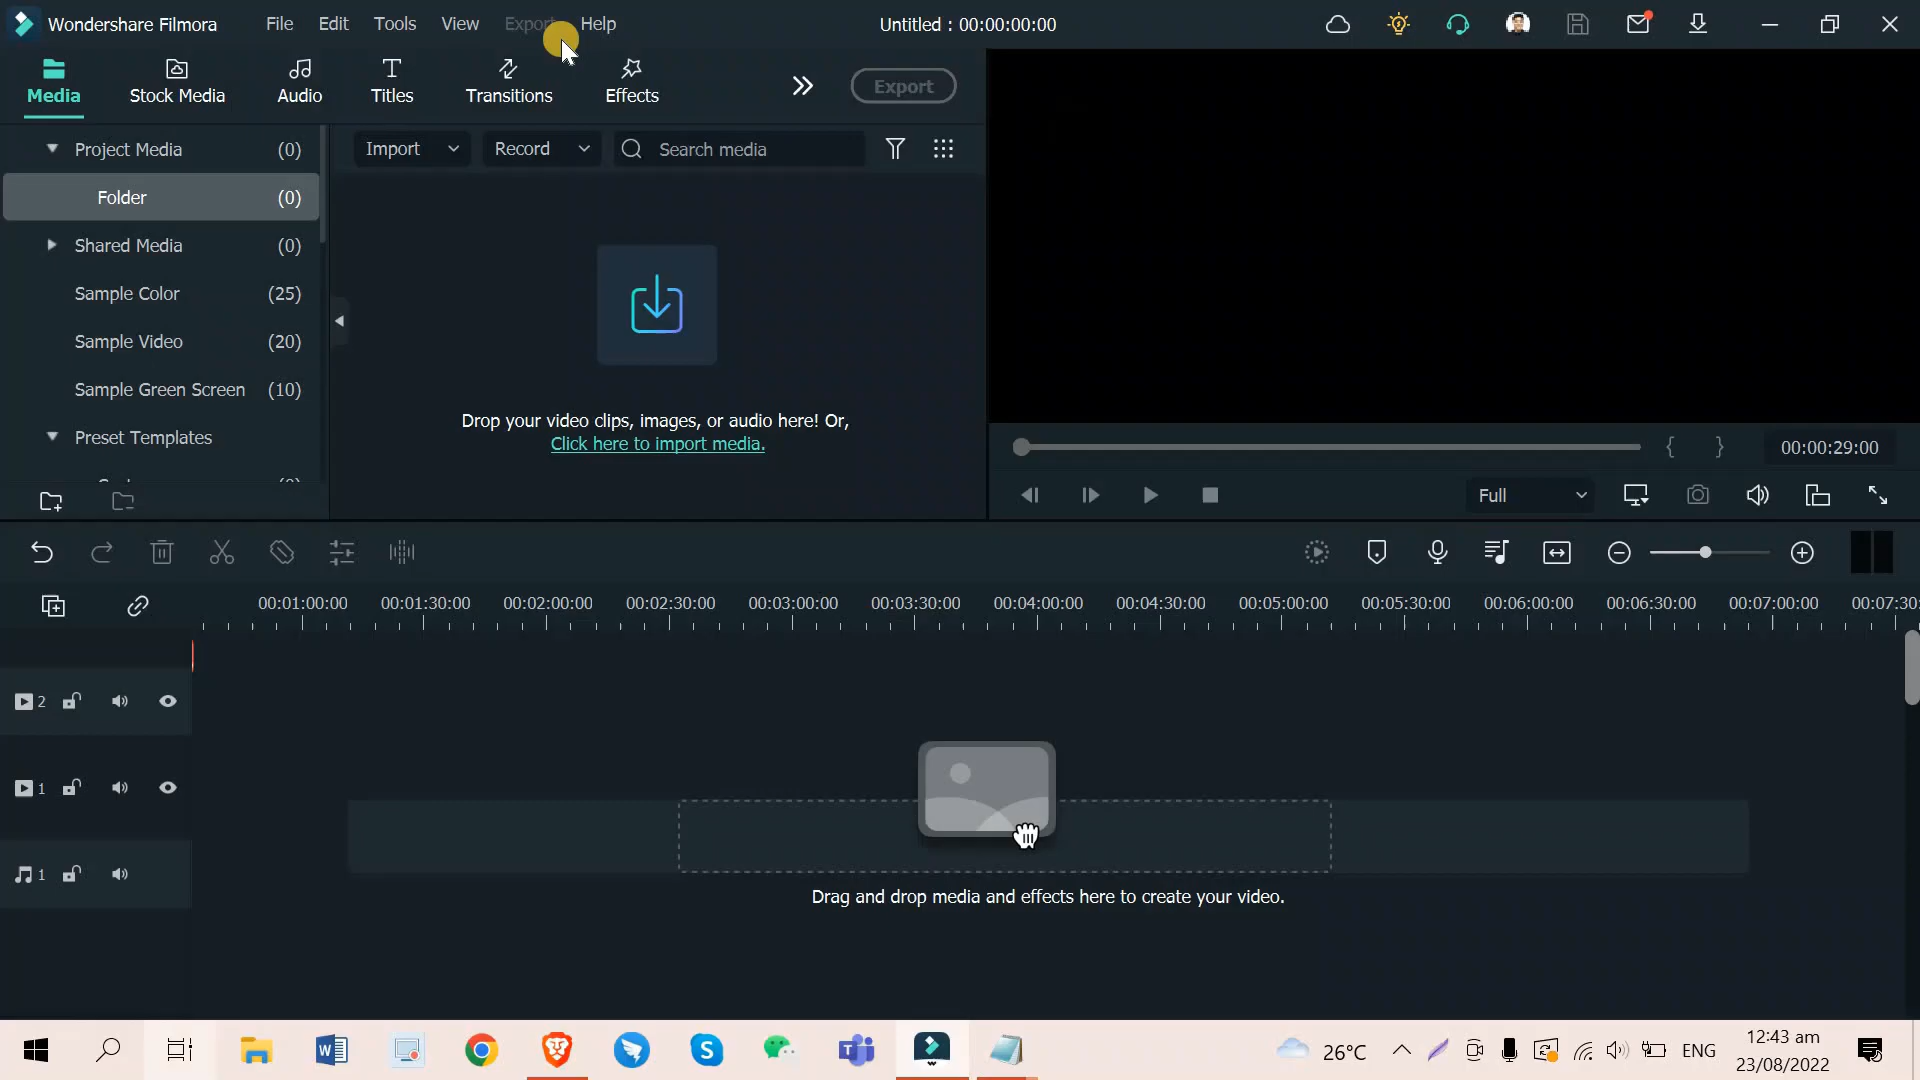 Wondershare Filmora
File Edit Tools View Export Help
Untitled : 00:00:00:00
Media
Stock Media
Audio
Titles
Transitions
Effects
Export
Project Media (0)
Folder (0)
Shared Media (0)
Sample Color (25)
Sample Video (20)
Sample Green Screen (10)
Preset Templates
Import
Record
Search media
Drop your video clips, images, or audio here! Or,
Click here to import media.
00:00:29:00
Full
00:01:00:00 00:01:30:00 00:02:00:00 00:02:30:00 00:03:00:00 00:03:30:00 00:04:00:00 00:04:30:00 00:05:00:00 00:05:30:00 00:06:00:00 00:06:30:00 00:07:00:00 00:07:30:
2
1
1
Drag and drop media and effects here to create your video.
26°C
ENG
12:43 am
23/08/2022